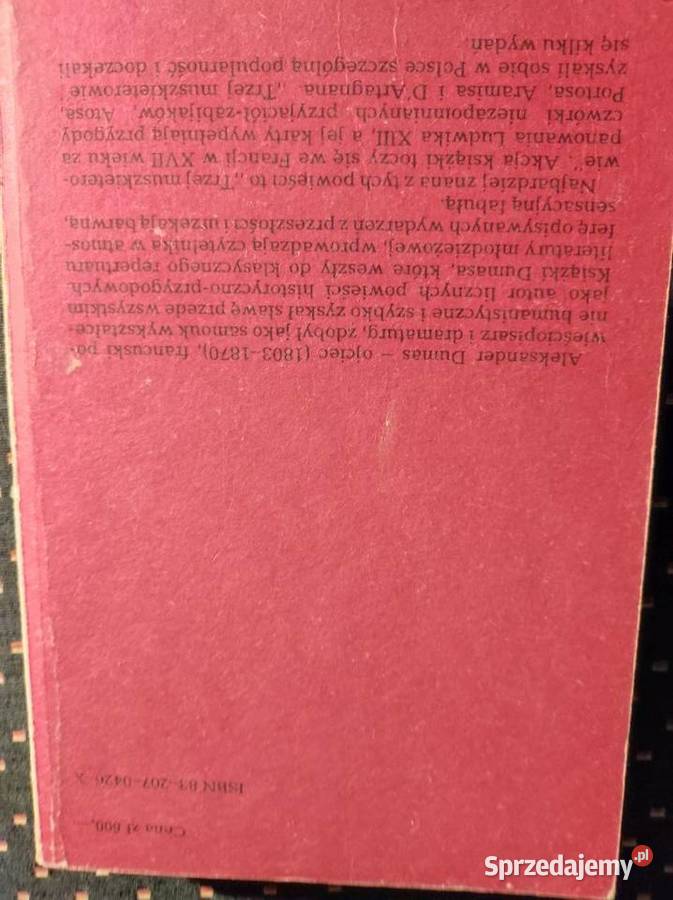 Aleksander Dumas – ojciec (1803–1870), francuski po-
wieściopisarz i dramaturg, zdobył jako samouk wykształce-
nie humanistyczne i szybko zyskał sławę przede wszystkim
jako autor licznych powieści historyczno-przygodowych.
Książki Dumasa, które weszły do klasycznego repertuaru
literatury młodzieżowej, wprowadzają czytelnika w atmos-
ferę opisywanych wydarzeń z przeszłości i urzekają barwną,
sensacyjną fabułą.
Najbardziej znana z tych powieści to „Trzej muszkietero-
wie”. Akcja książki toczy się we Francji w XVII wieku za
panowania Ludwika XIII, a jej karty wypełniają przygody
czwórki niezapomnianych przyjaciół-zabijaków, Atosa,
Portosa, Aramisa i D'Artagnana. „Trzej muszkieterowie”
zyskali sobie w Polsce szczególną popularność i doczekali
się kilku wydań.
ISBN 83-207-0426-X
Cena zł 600,—
Sprzedajemy.pl